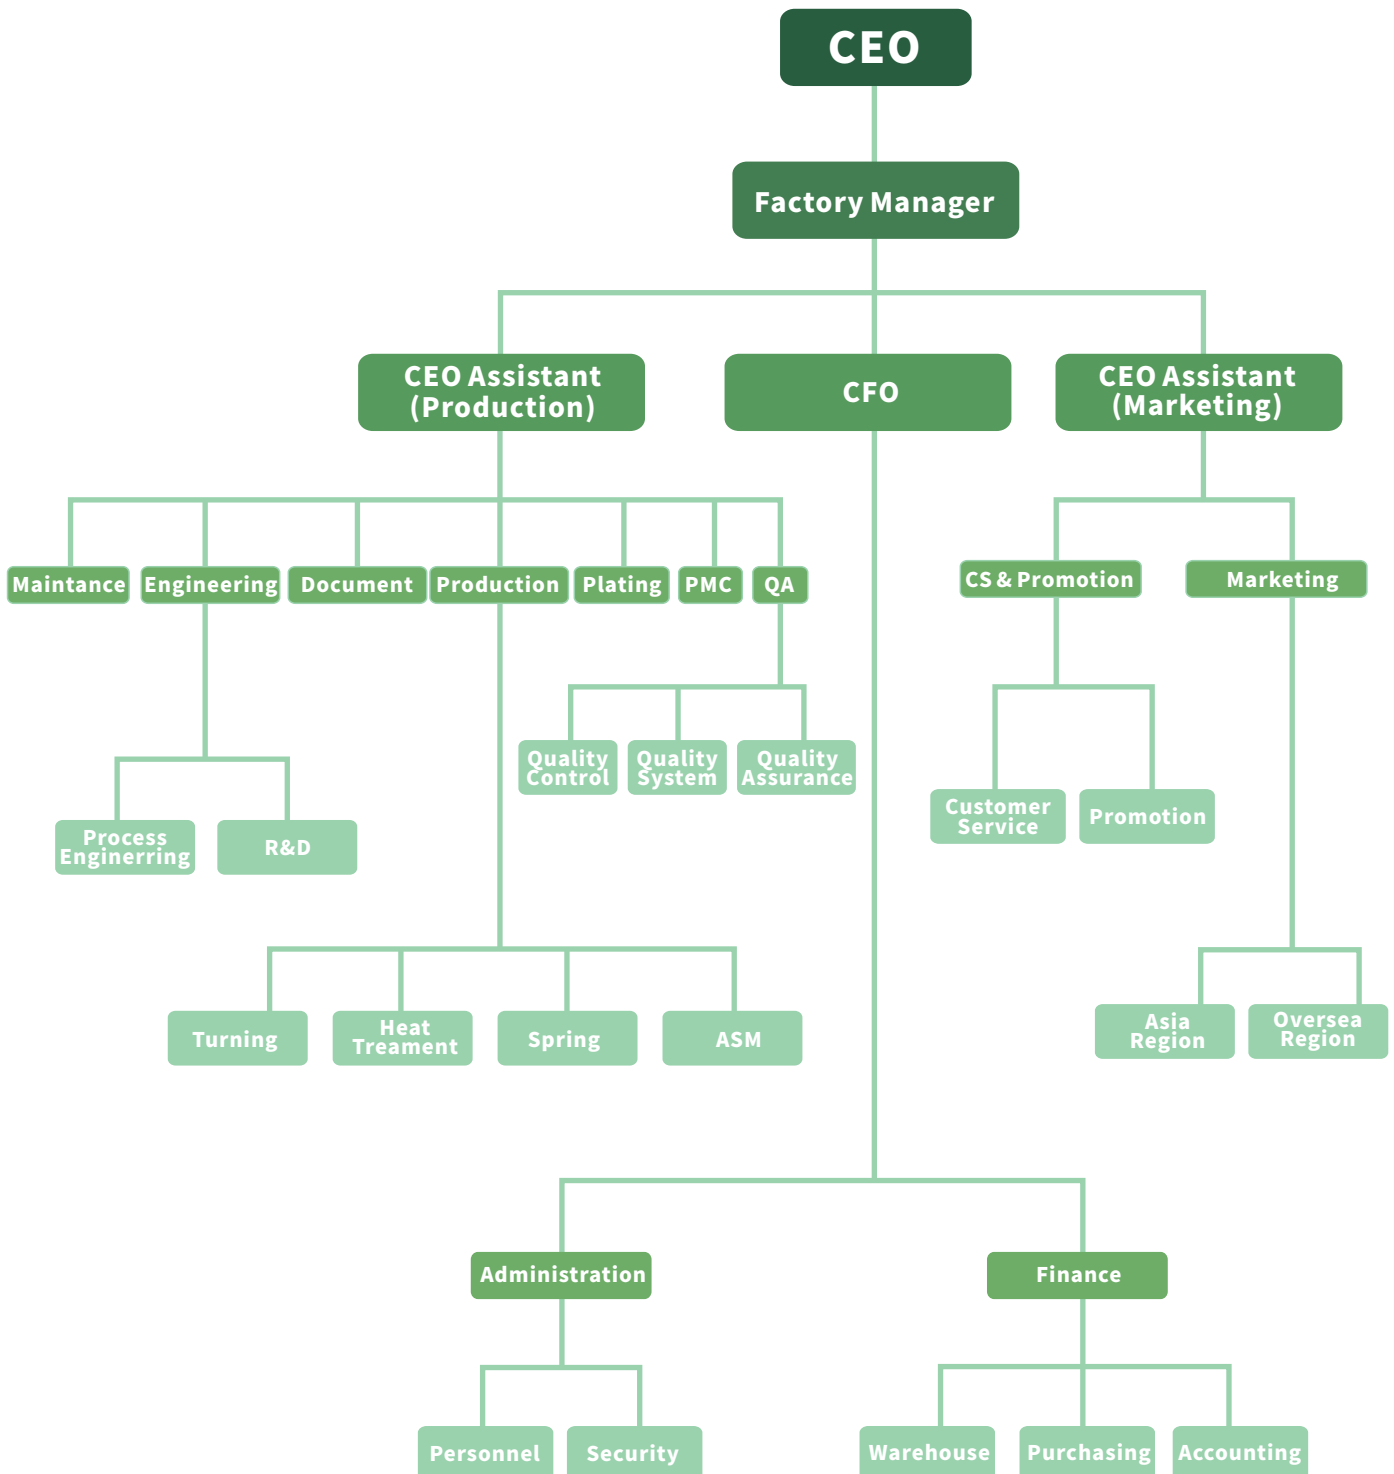 CEO
Factory Manager
CEO Assistant
(Production)
CFO
CEO Assistant
(Marketing)
Maintance
Engineering
Document
Production
Plating
PMC
QA
CS & Promotion
Marketing
Quality
Control
Quality
System
Quality
Assurance
Customer
Service
Promotion
Process
Enginerring
R&D
Turning
Heat
Treament
Spring
ASM
Asia
Region
Oversea
Region
Administration
Finance
Personnel
Security
Warehouse
Purchasing
Accounting